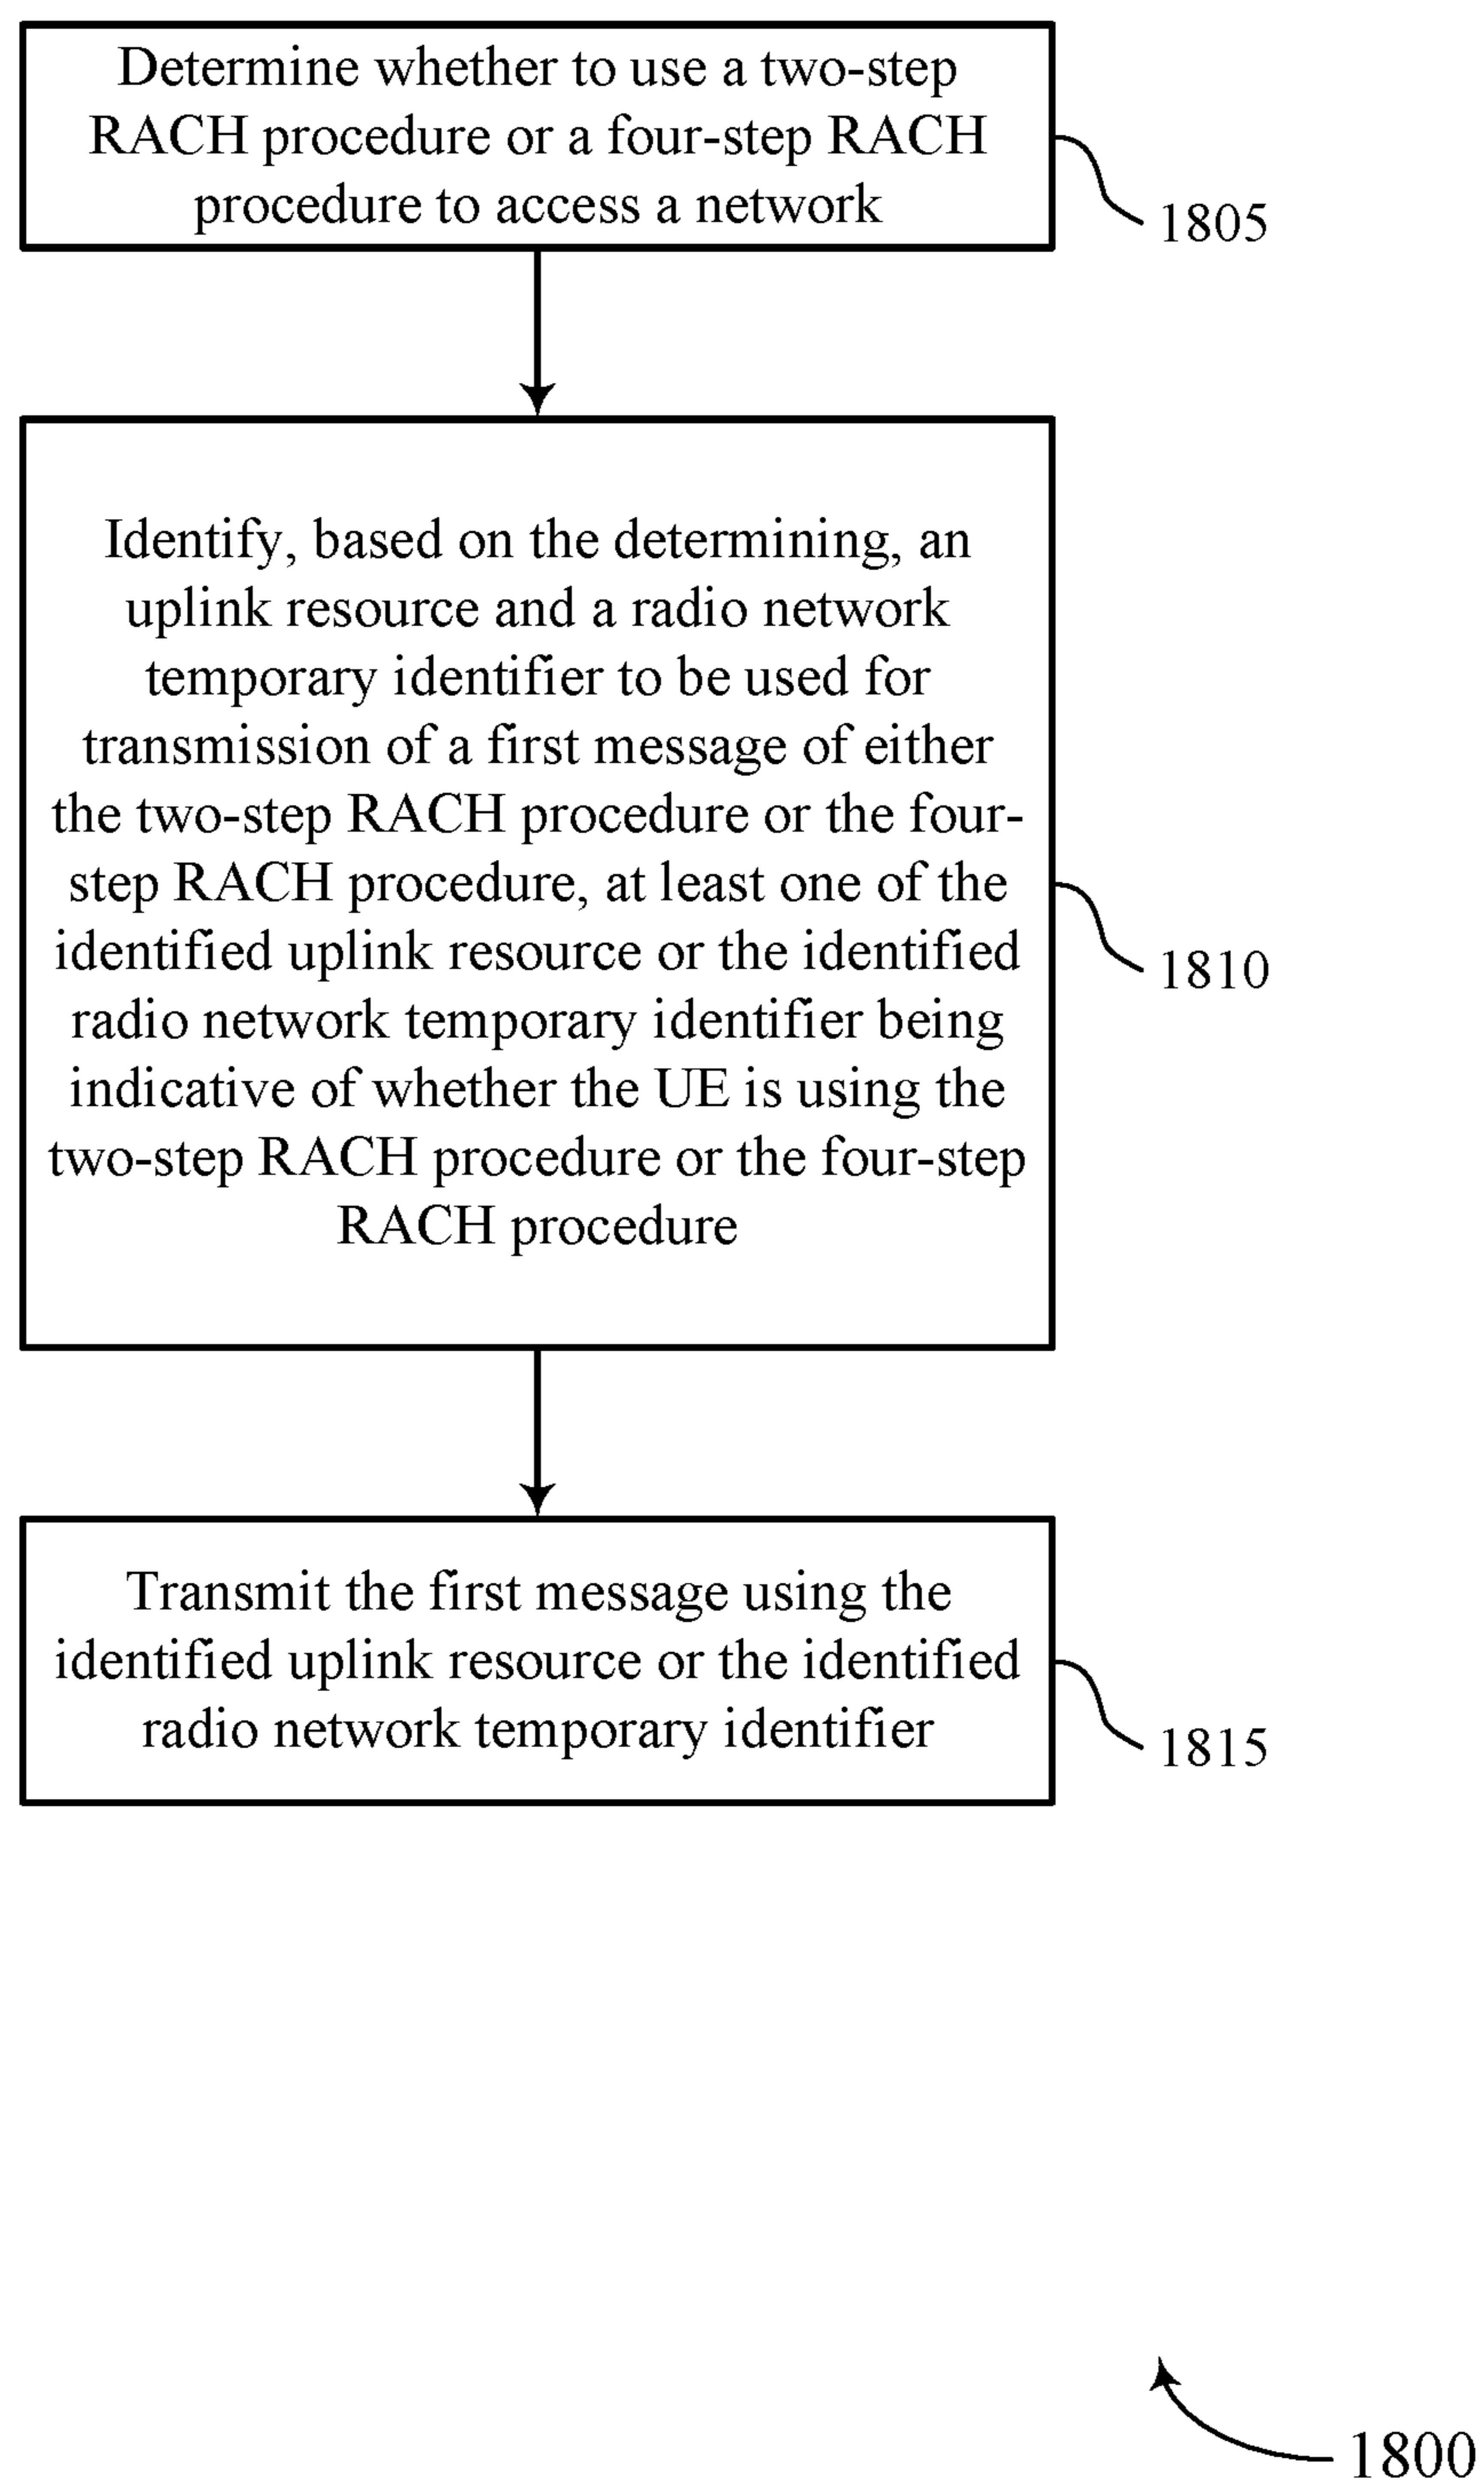 Determine whether to use a two-step
RACH procedure or a four-step RACH
procedure to access a network
1805
Identify, based on the determining, an
uplink resource and a radio network
temporary identifier to be used for
transmission of a first message of either
the two-step RACH procedure or the four-
step RACH procedure, at least one of the
identified uplink resource or the identified
radio network temporary identifier being
indicative of whether the UE is using the
two-step RACH procedure or the four-step
RACH procedure
1810
Transmit the first message using the
identified uplink resource or the identified
radio network temporary identifier
1815
1800